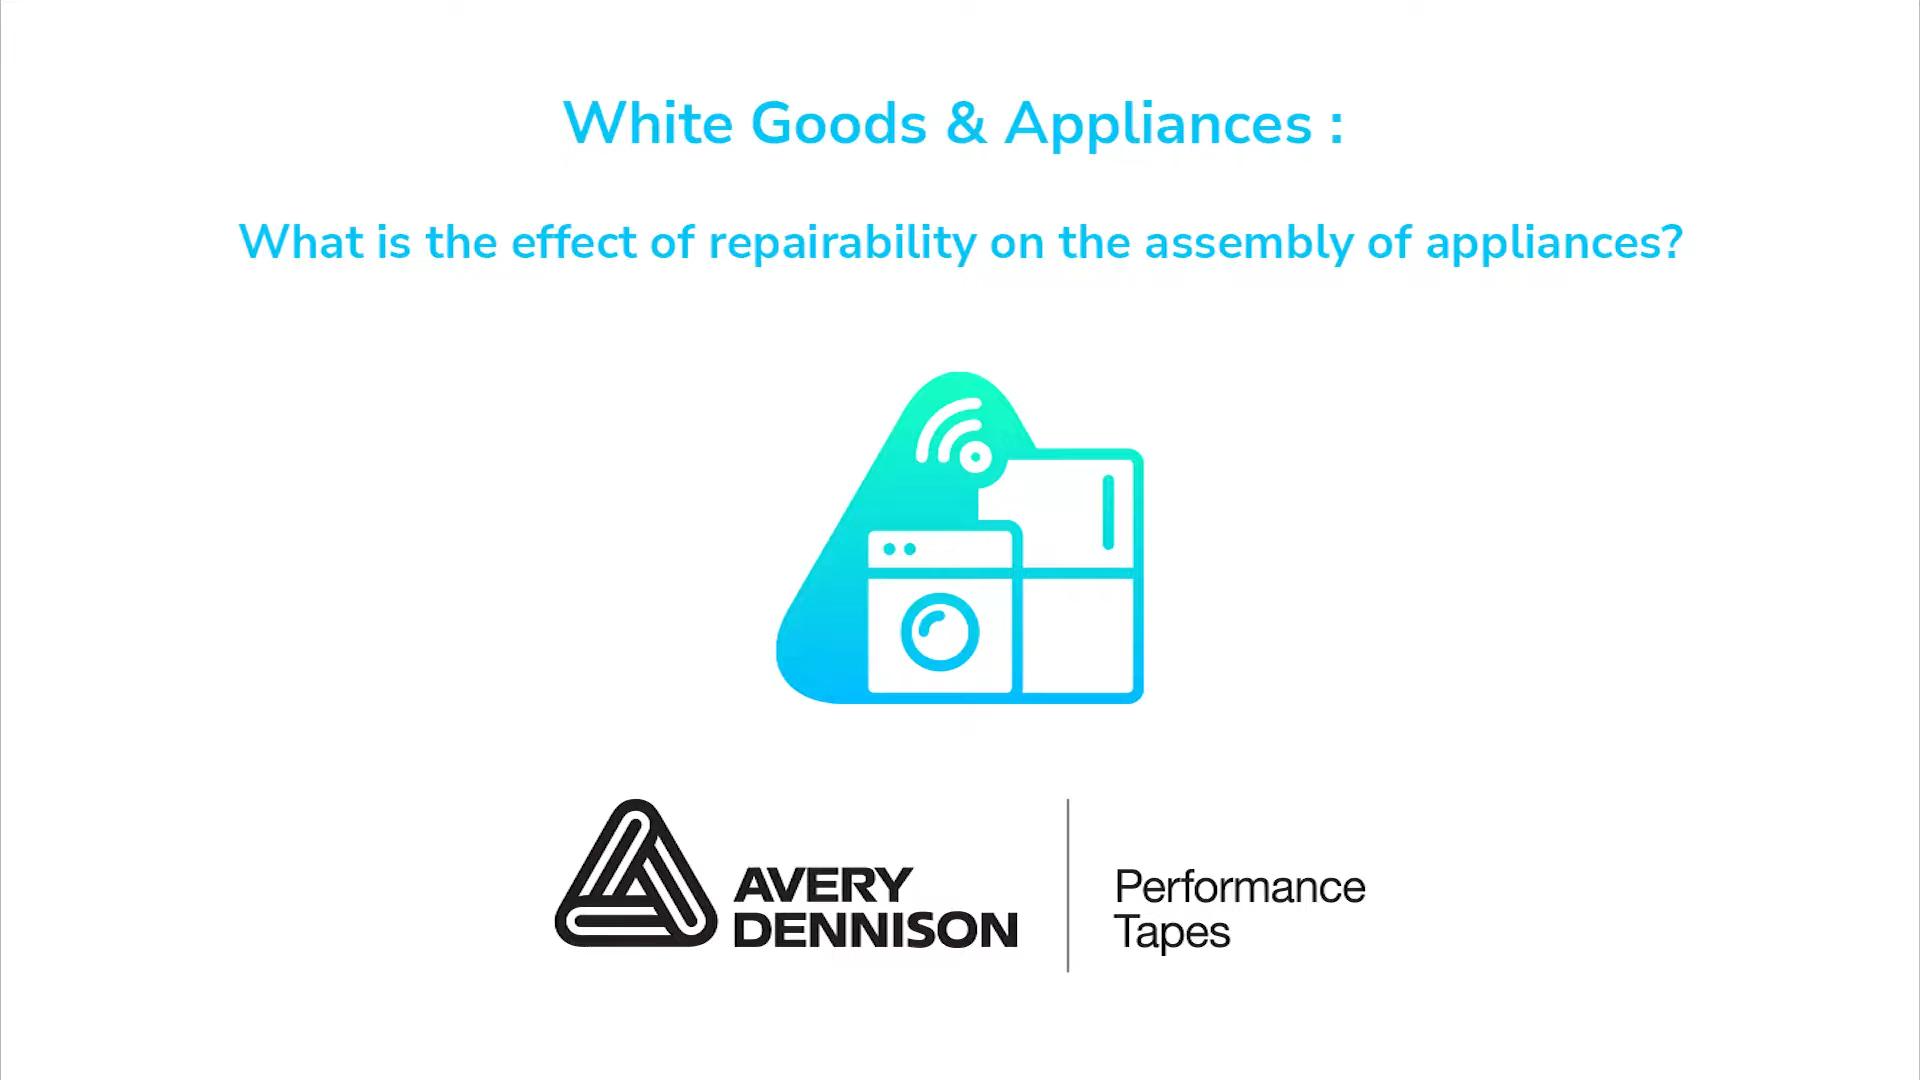 White Goods & Appliances :
What is the effect of repairability on the assembly of appliances?
AVERY
DENNISON
Performance
Tapes